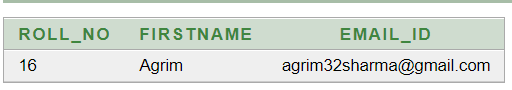 ROLL_NO FIRSTNAME EMAIL_ID
16 Agrim agrim32sharma@gmail.com